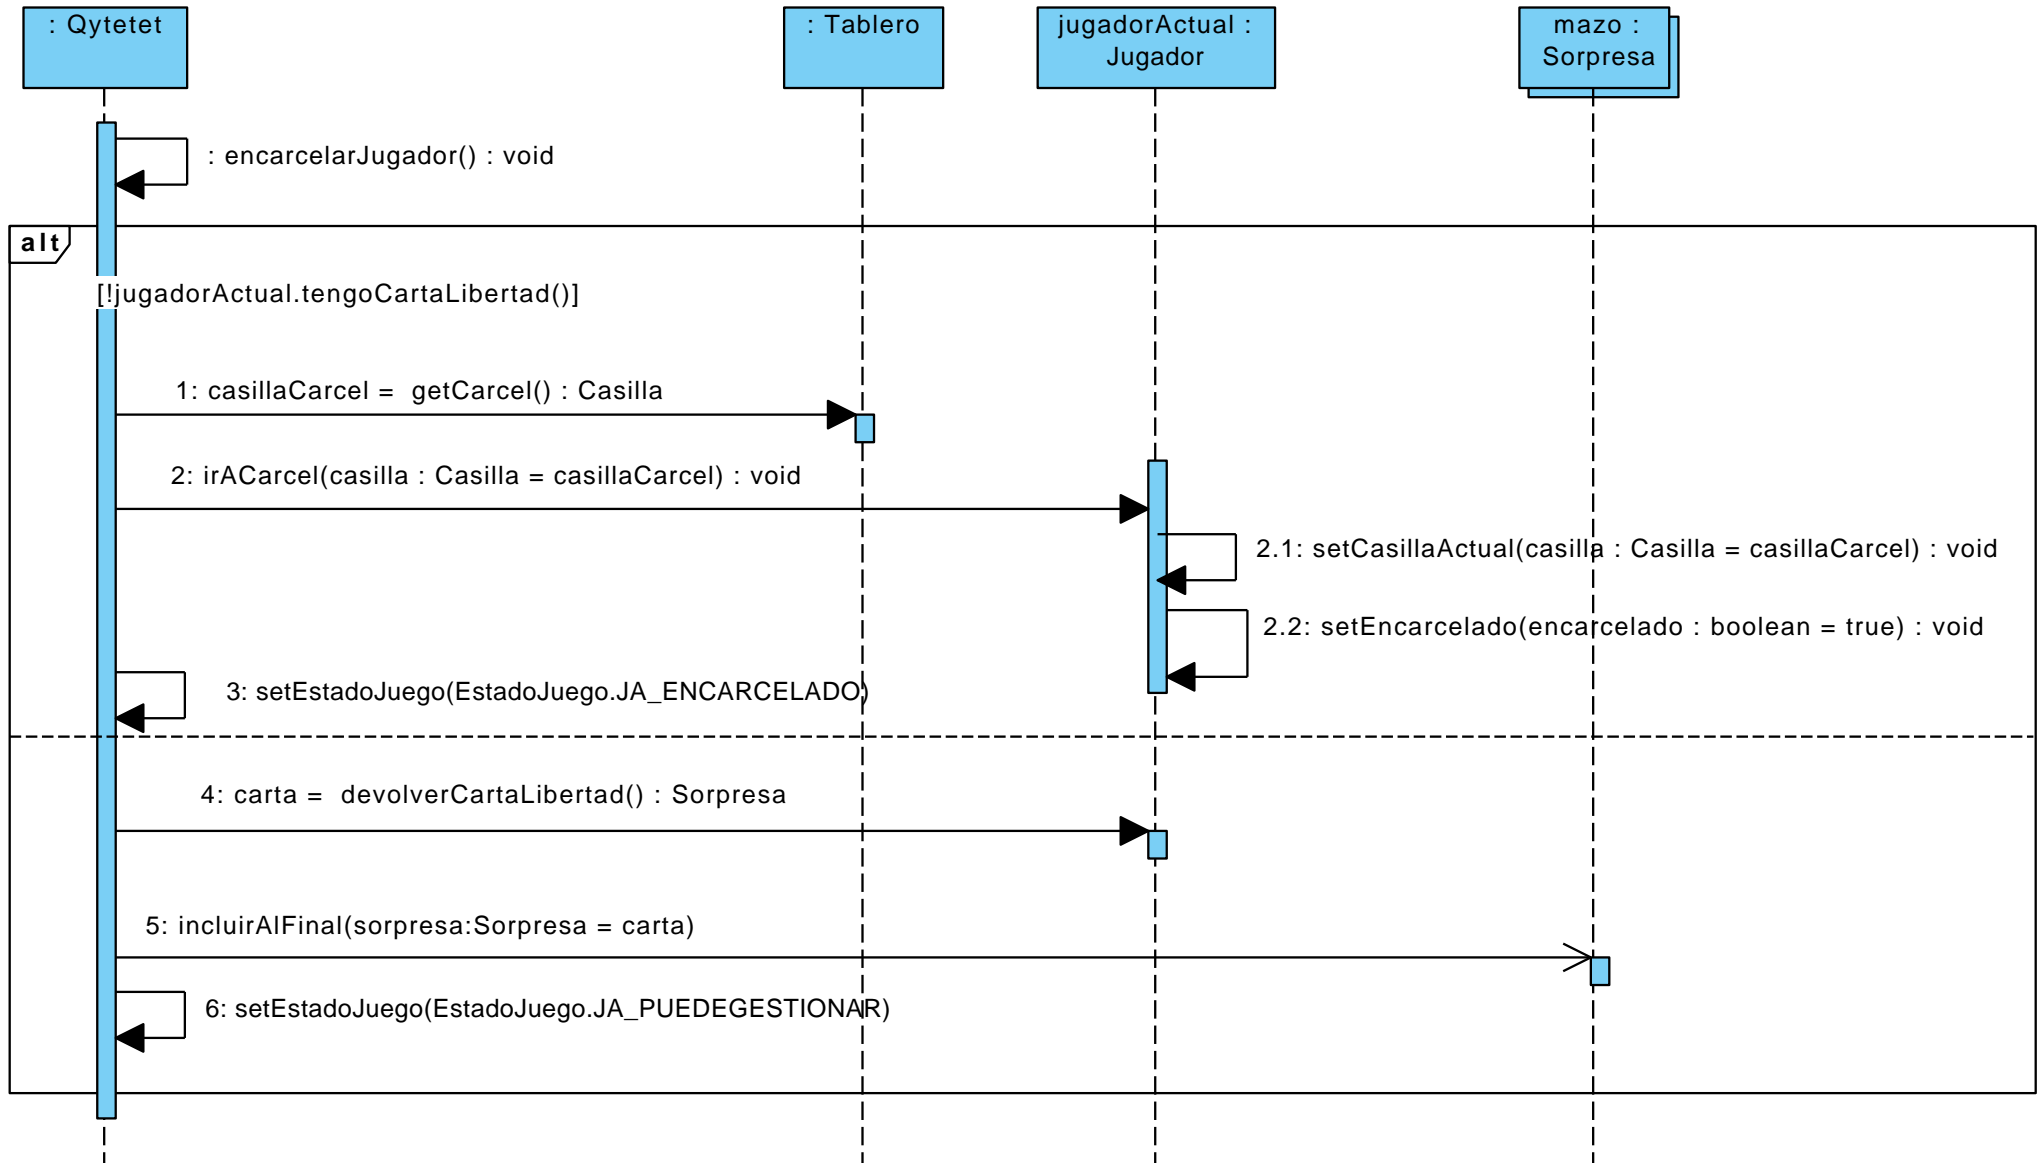 : Qytetet
: Tablero
jugadorActual :
Jugador
mazo :
Sorpresa
: encarcelarJugador() : void
alt
[!jugadorActual.tengoCartaLibertad()]
1: casillaCarcel = getCarcel() : Casilla
2: irACarcel(casilla : Casilla = casillaCarcel) : void
2.1: setCasillaActual(casilla : Casilla = casillaCarcel) : void
2.2: setEncarcelado(encarcelado : boolean = true) : void
3: setEstadoJuego(EstadoJuego.JA_ENCARCELADO)
4: carta = devolverCartaLibertad() : Sorpresa
5: incluirAlFinal(sorpresa:Sorpresa = carta)
6: setEstadoJuego(EstadoJuego.JA_PUEDEGESTIONAR)